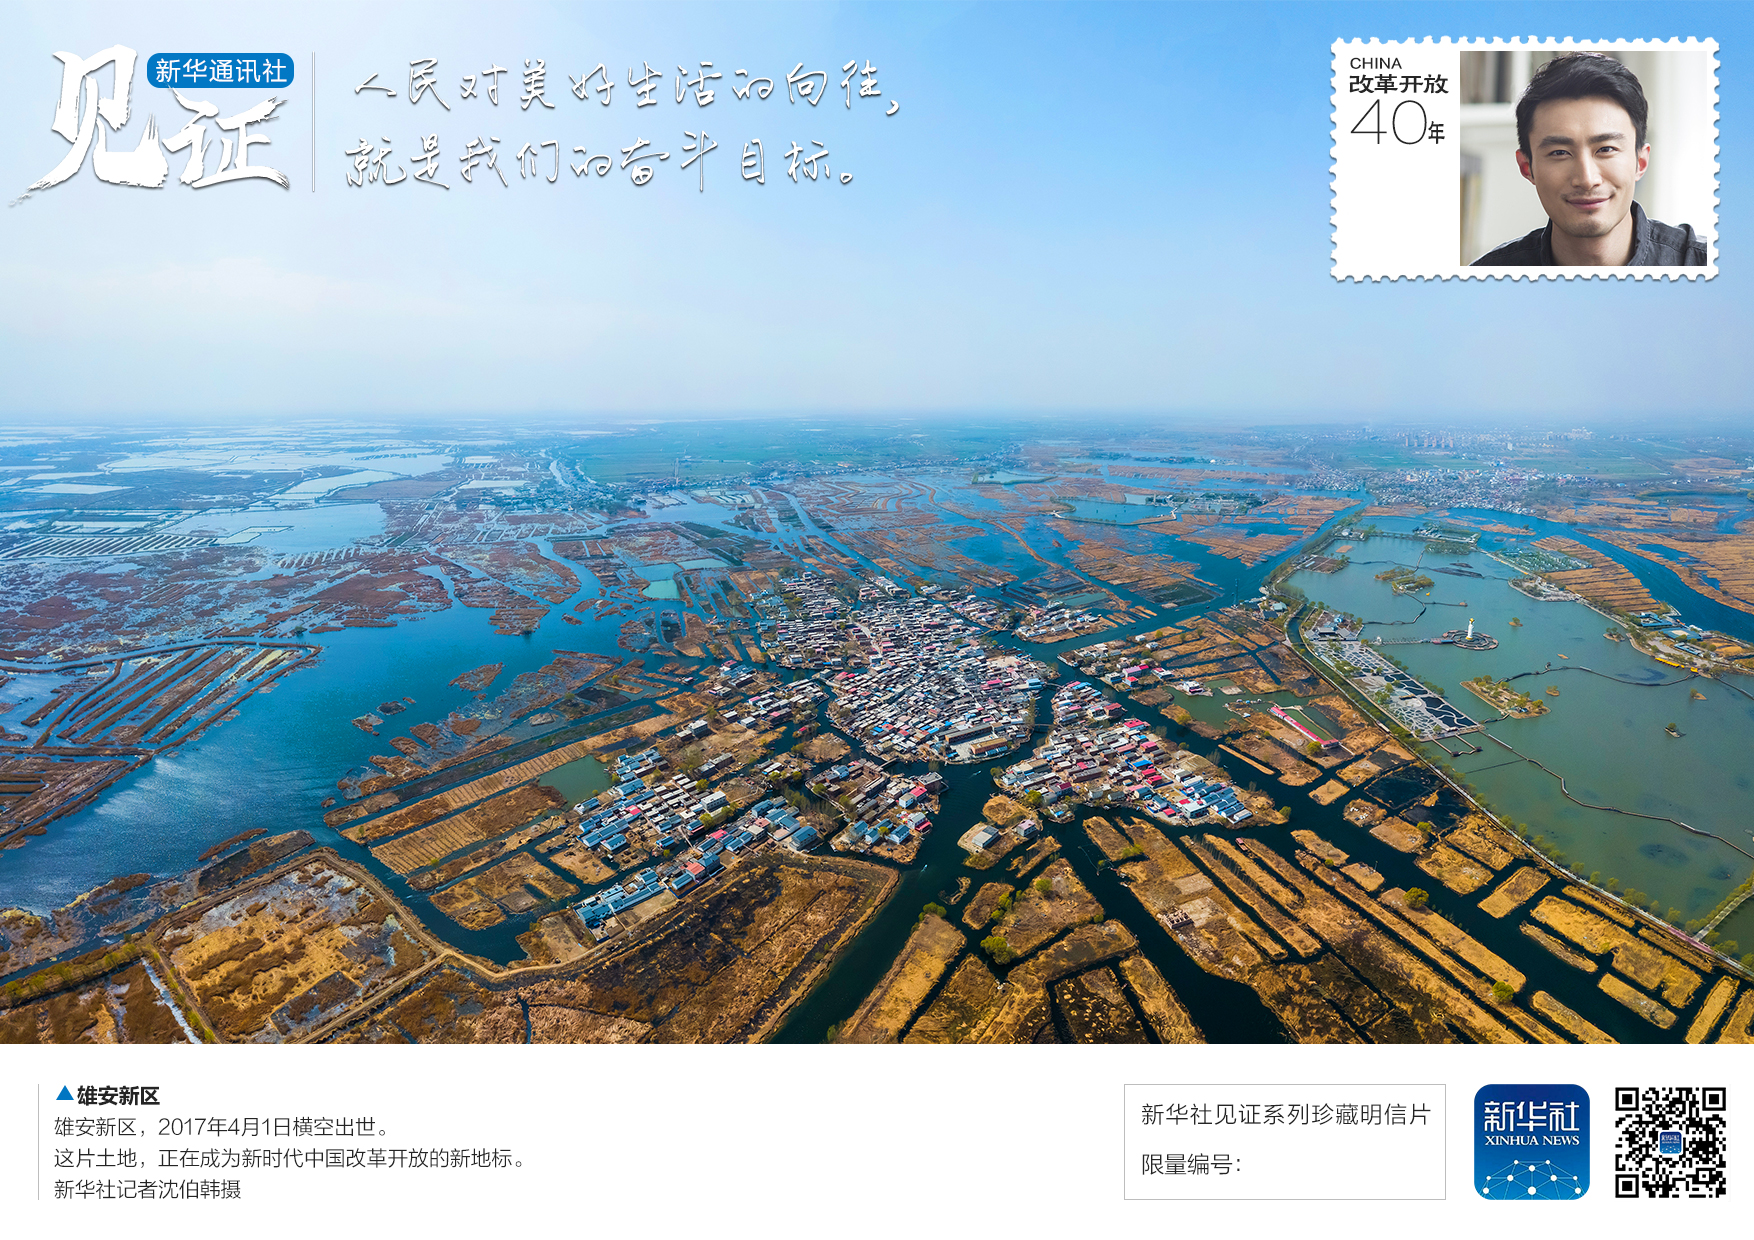 见证
新华通讯社
人民对美好生活的向往，
就是我们的奋斗目标。
CHINA
改革开放
40年
雄安新区
雄安新区，2017年4月1日横空出世。
这片土地，正在成为新时代中国改革开放的新地标。
新华社记者沈伯韩摄
新华社见证系列珍藏明信片
限量编号：
新华社
XINHUA NEWS
新华社